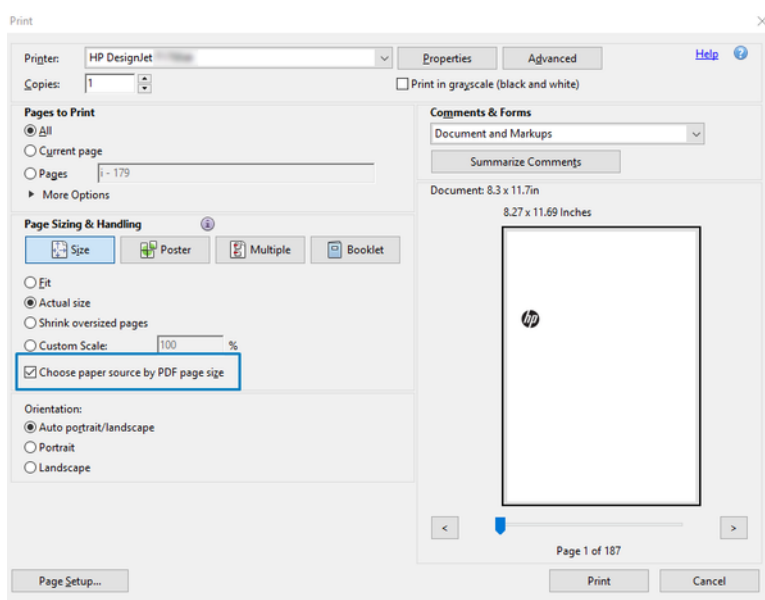 Print
Printer: HP DesignJet Properties Advanced Help
Copies: 1 Print in grayscale (black and white)
Pages to Print
All
Current page
Pages i - 179
More Options
Comments & Forms
Document and Markups
Summarize Comments
Page Sizing & Handling
Size Poster Multiple Booklet
Fit
Actual size
Shrink oversized pages
Custom Scale: 100 %
Choose paper source by PDF page size
Orientation:
Auto portrait/landscape
Portrait
Landscape
Document: 8.3 x 11.7in
8.27 x 11.69 Inches
hp
< >
Page 1 of 187
Page Setup... Print Cancel